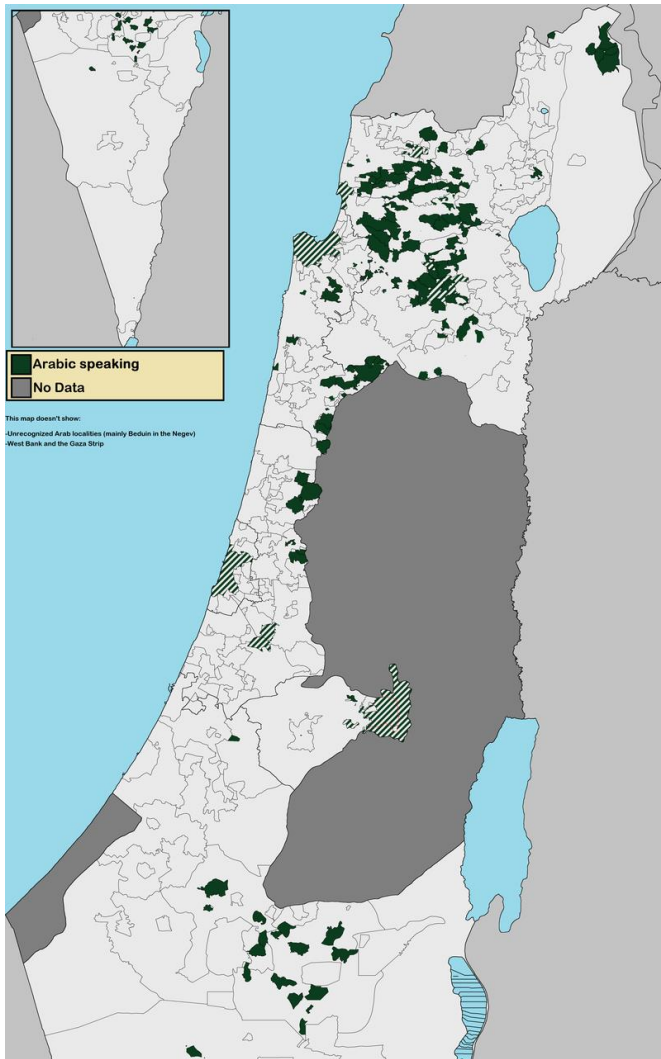 Arabic speaking
No Data
This map doesn't show:
-Unrecognized Arab localities (mainly Beduin in the Negev)
-West Bank and the Gaza Strip